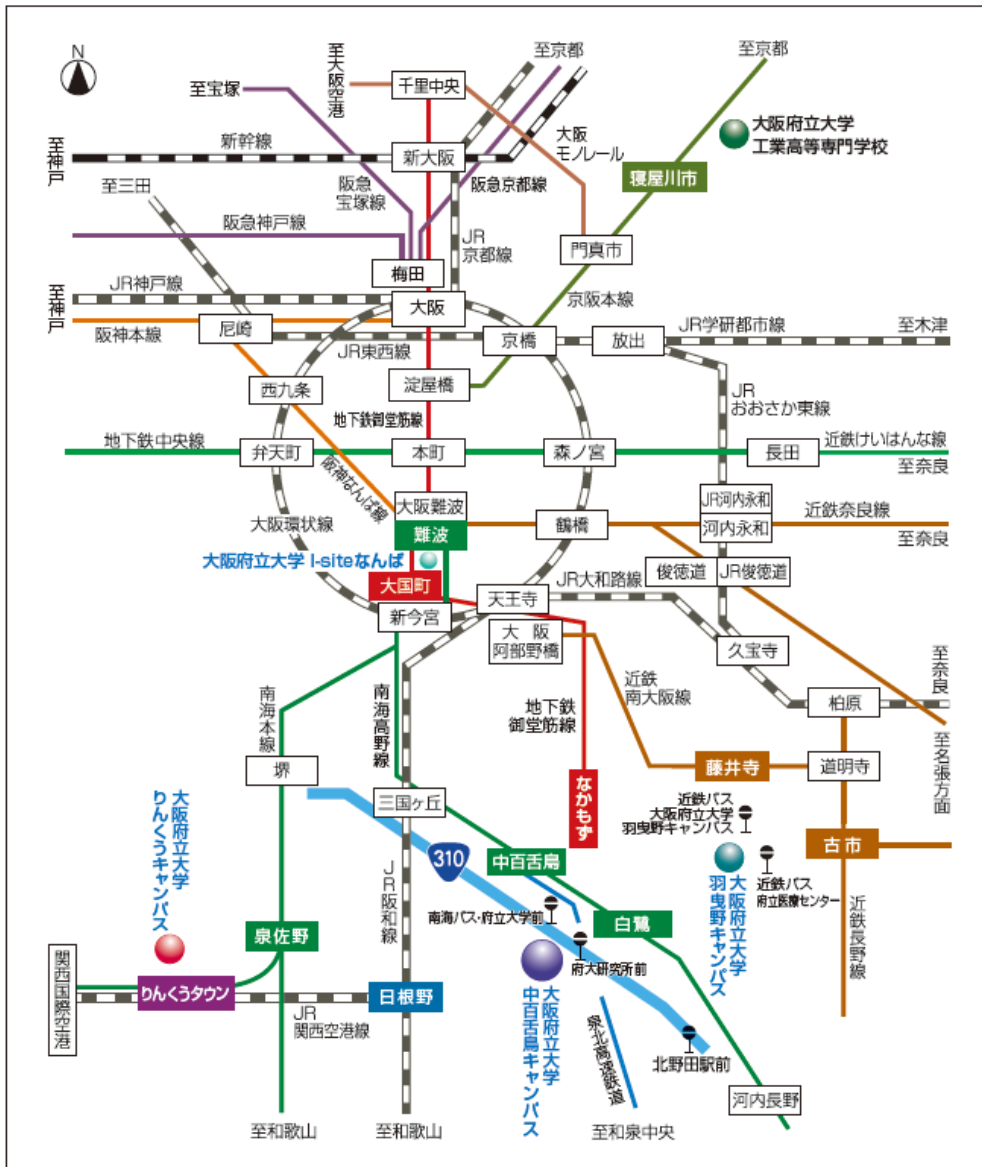 N
至大阪空港
至京都
至京都
千里中央
至宝塚
大阪
モノレール
大阪府立大学
工業高等専門学校
新幹線
至神戸
新大阪
至三田
阪急
宝塚線
阪急京都線
寝屋川市
阪急神戸線
JR
京都線
門真市
梅田
JR神戸線
大阪
京阪本線
至神戸
阪神本線
尼崎
JR東西線
京橋
放出
JR学研都市線
至木津
西九条
淀屋橋
JR
おおさか東線
地下鉄御堂筋線
地下鉄中央線
弁天町
本町
森ノ宮
長田
近鉄けいはんな線
至奈良
阪神なんば線
大阪難波
JR河内永和
大阪環状線
難波
鶴橋
河内永和
近鉄奈良線
至奈良
大阪府立大学 I-siteなんば
大国町
JR大和路線
俊徳道
JR俊徳道
新今宮
天王寺
大阪
阿部野橋
久宝寺
至奈良
南海本線
南海高野線
近鉄
南大阪線
地下鉄
御堂筋線
柏原
堺
なかもず
藤井寺
道明寺
至名張方面
大阪府立大学
りんくうキャンパス
三国ヶ丘
近鉄バス
大阪府立大学
羽曳野キャンパス
310
中百舌鳥
古市
JR阪和線
大阪府立大学
羽曳野キャンパス
近鉄バス
府立医療センター
南海バス・府立大学前
白鷺
近鉄長野線
泉佐野
府大研究所前
関西国際空港
りんくうタウン
日根野
大阪府立大学
中百舌鳥キャンパス
JR
関西空港線
泉北高速鉄道
北野田駅前
河内長野
至和歌山
至和歌山
至和泉中央